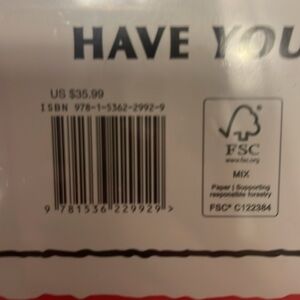 HAVE YOU
US $35.99
ISBN 978-1-5362-2992-9
9 781536 229929 >
FSC
www.fsc.org
MIX
Paper | Supporting
responsible forestry
FSC® C122384